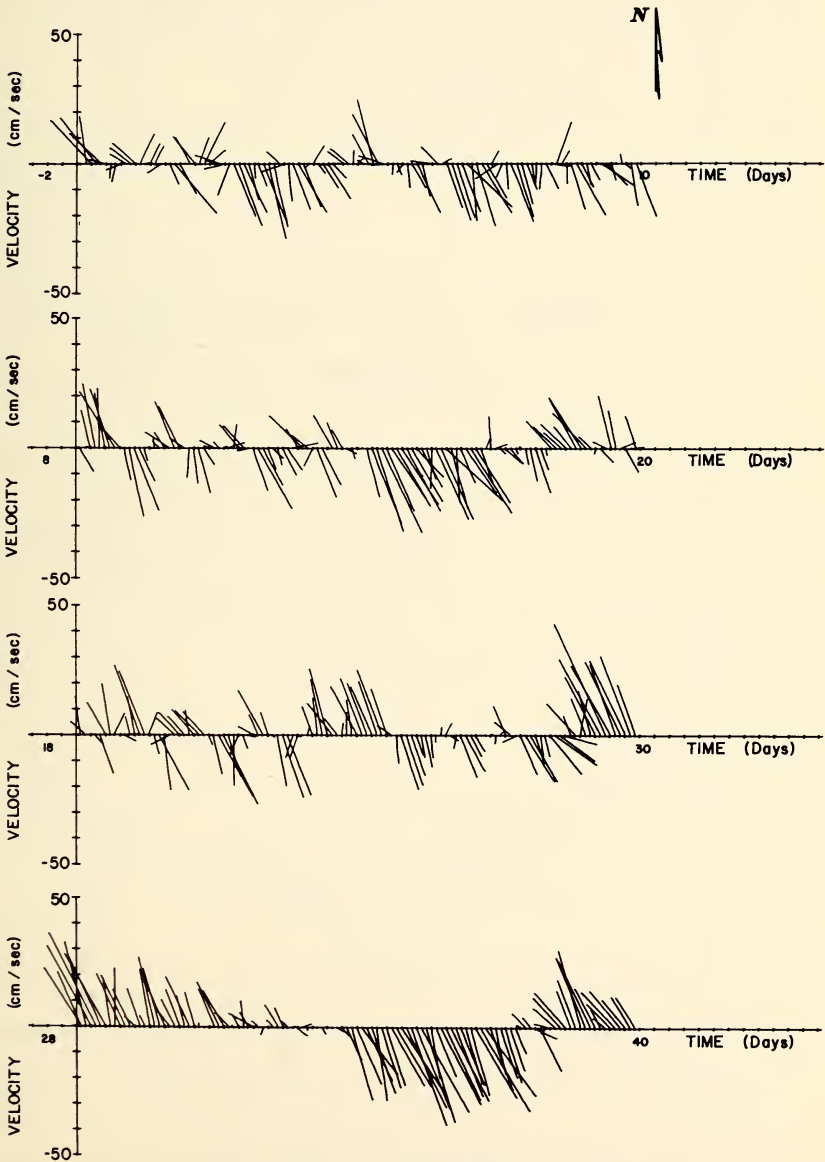 N
50
(cm/sec)
VELOCITY
-2
10
TIME (Days)
-50
50
(cm/sec)
VELOCITY
8
20
TIME (Days)
-50
50
(cm/sec)
VELOCITY
18
30
TIME (Days)
-50
50
(cm/sec)
VELOCITY
28
40
TIME (Days)
-50